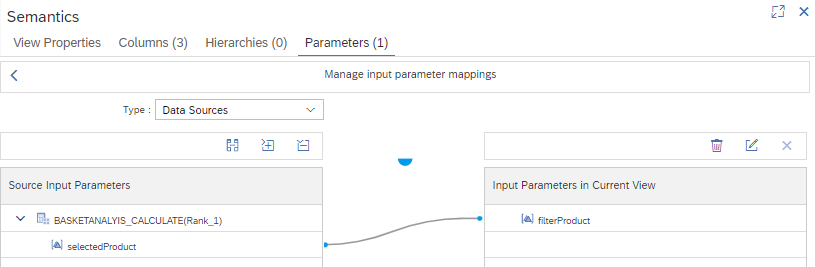 Semantics
View Properties Columns (3) Hierarchies (0) Parameters (1)
Manage input parameter mappings
Type : Data Sources
Source Input Parameters
Input Parameters in Current View
BASKETANALYIS_CALCULATE(Rank_1)
filterProduct
selectedProduct